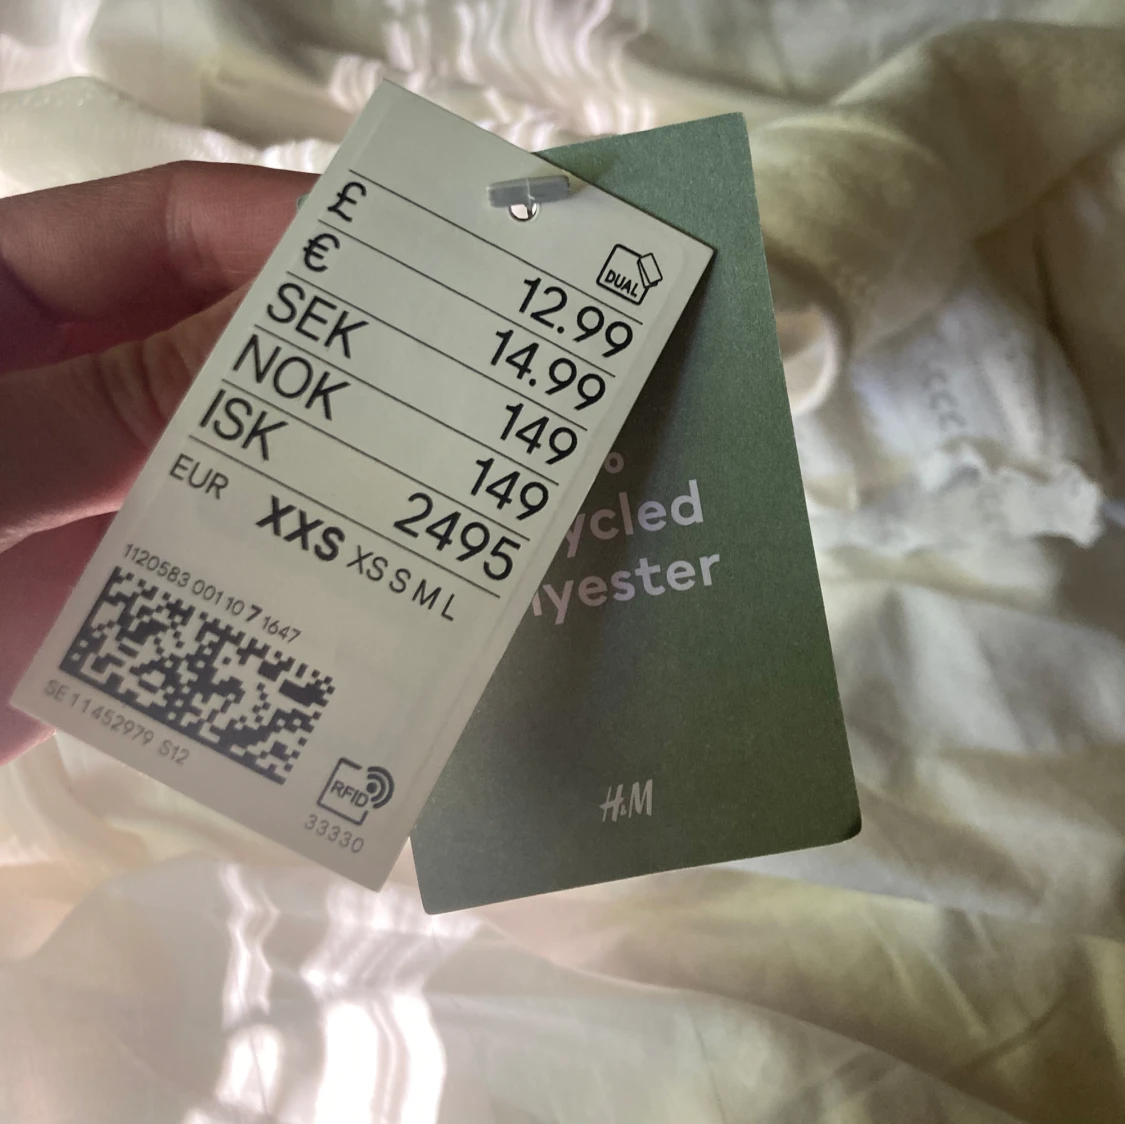 DUAL
£ 12.99
€ 14.99
SEK 149
NOK 149
ISK 2495
EUR XXS XS S M L
1120583 001 10 7 1647
SE 11452979 S12
RFID
33330
ycled
yester
H&M